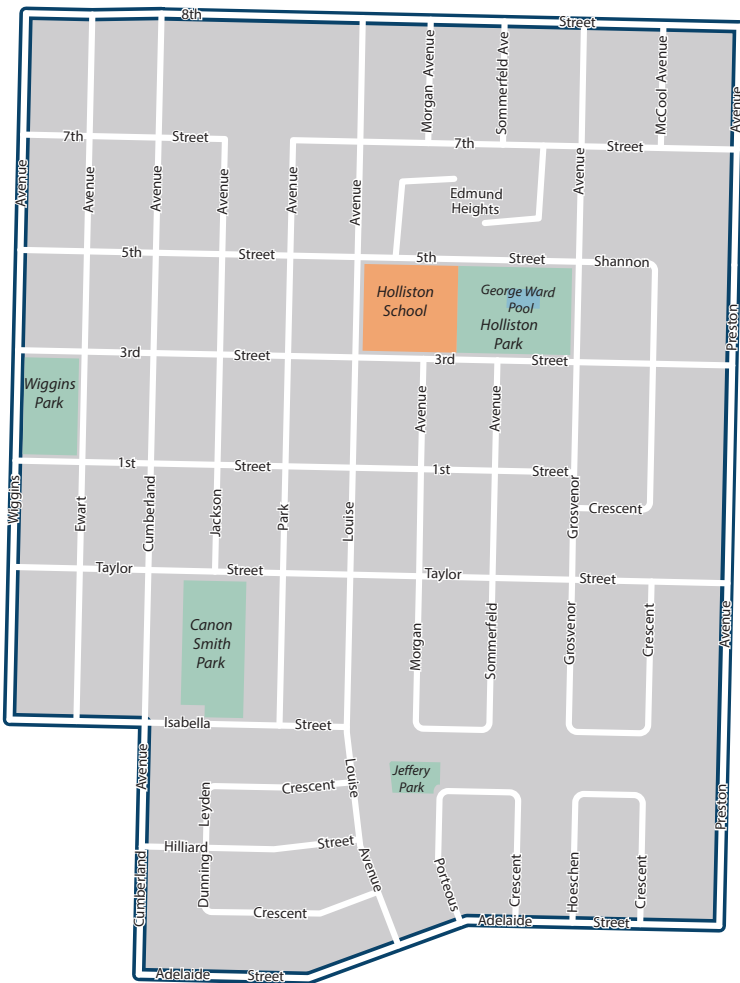 8th
Street
Morgan Avenue
Sommerfeld Ave
McCool Avenue
Avenue
7th
Street
7th
Street
Avenue
Avenue
Avenue
Avenue
Avenue
Avenue
Avenue
Edmund
Heights
5th
Street
5th
Street
Shannon
Holliston
School
George Ward
Pool
Holliston
Park
Preston
3rd
Street
3rd
Street
Wiggins
Park
Avenue
Avenue
1st
Street
1st
Street
Wiggins
Ewart
Cumberland
Jackson
Park
Louise
Grosvenor
Crescent
Taylor
Street
Taylor
Street
Canon
Smith
Park
Morgan
Sommerfeld
Grosvenor
Crescent
Avenue
Isabella
Street
Avenue
Louise
Jeffery
Park
Leyden
Crescent
Preston
Hilliard
Street
Cumberland
Dunning
Avenue
Porteous
Crescent
Hoeschen
Crescent
Crescent
Adelaide
Street
Adelaide
Street